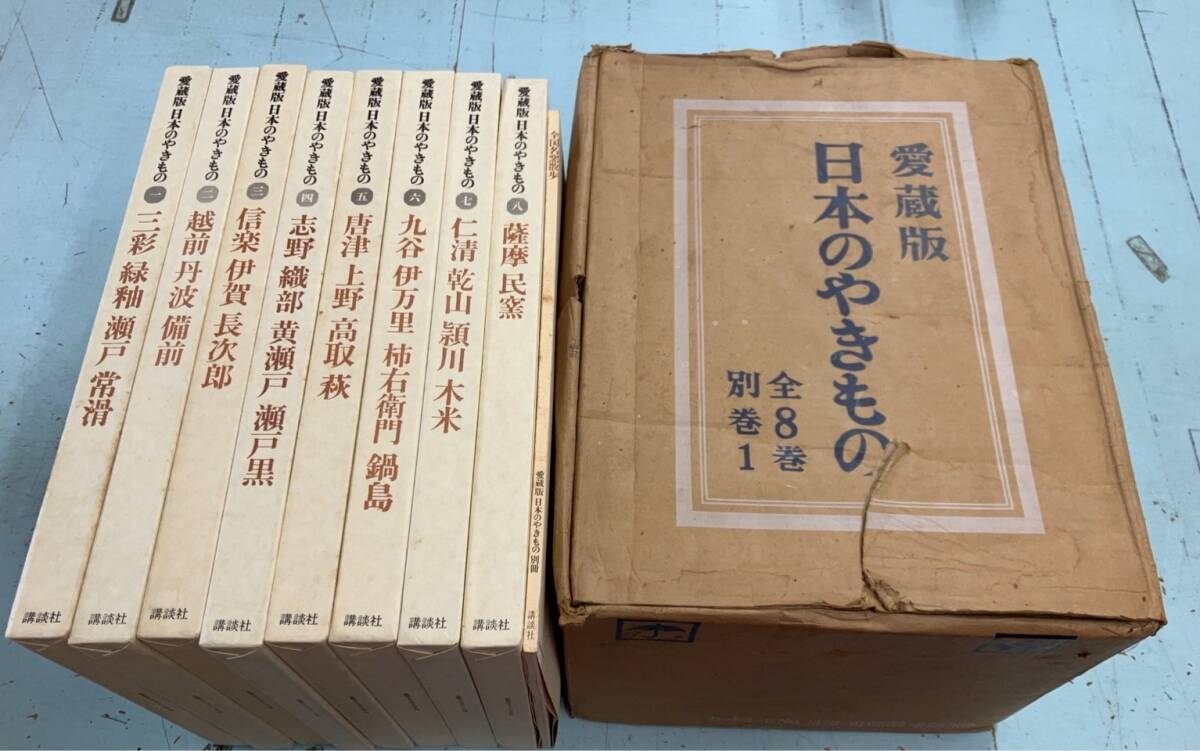 愛蔵版 日本のやきもの 一 三彩 緑釉 瀬戸 常滑
講談社
愛蔵版 日本のやきもの 二 越前 丹波 備前
講談社
愛蔵版 日本のやきもの 三 信楽 伊賀 長次郎
講談社
愛蔵版 日本のやきもの 四 志野 織部 黄瀬戸 瀬戸黒
講談社
愛蔵版 日本のやきもの 五 唐津 上野 高取 萩
講談社
愛蔵版 日本のやきもの 六 九谷 伊万里 柿右衛門 鍋島
講談社
愛蔵版 日本のやきもの 七 仁清 乾山 頴川 木米
講談社
愛蔵版 日本のやきもの 八 薩摩 民窯
講談社
全国名窯散歩
愛蔵版 日本のやきもの 別冊
講談社
愛蔵版
日本のやきもの
全8巻
別巻1